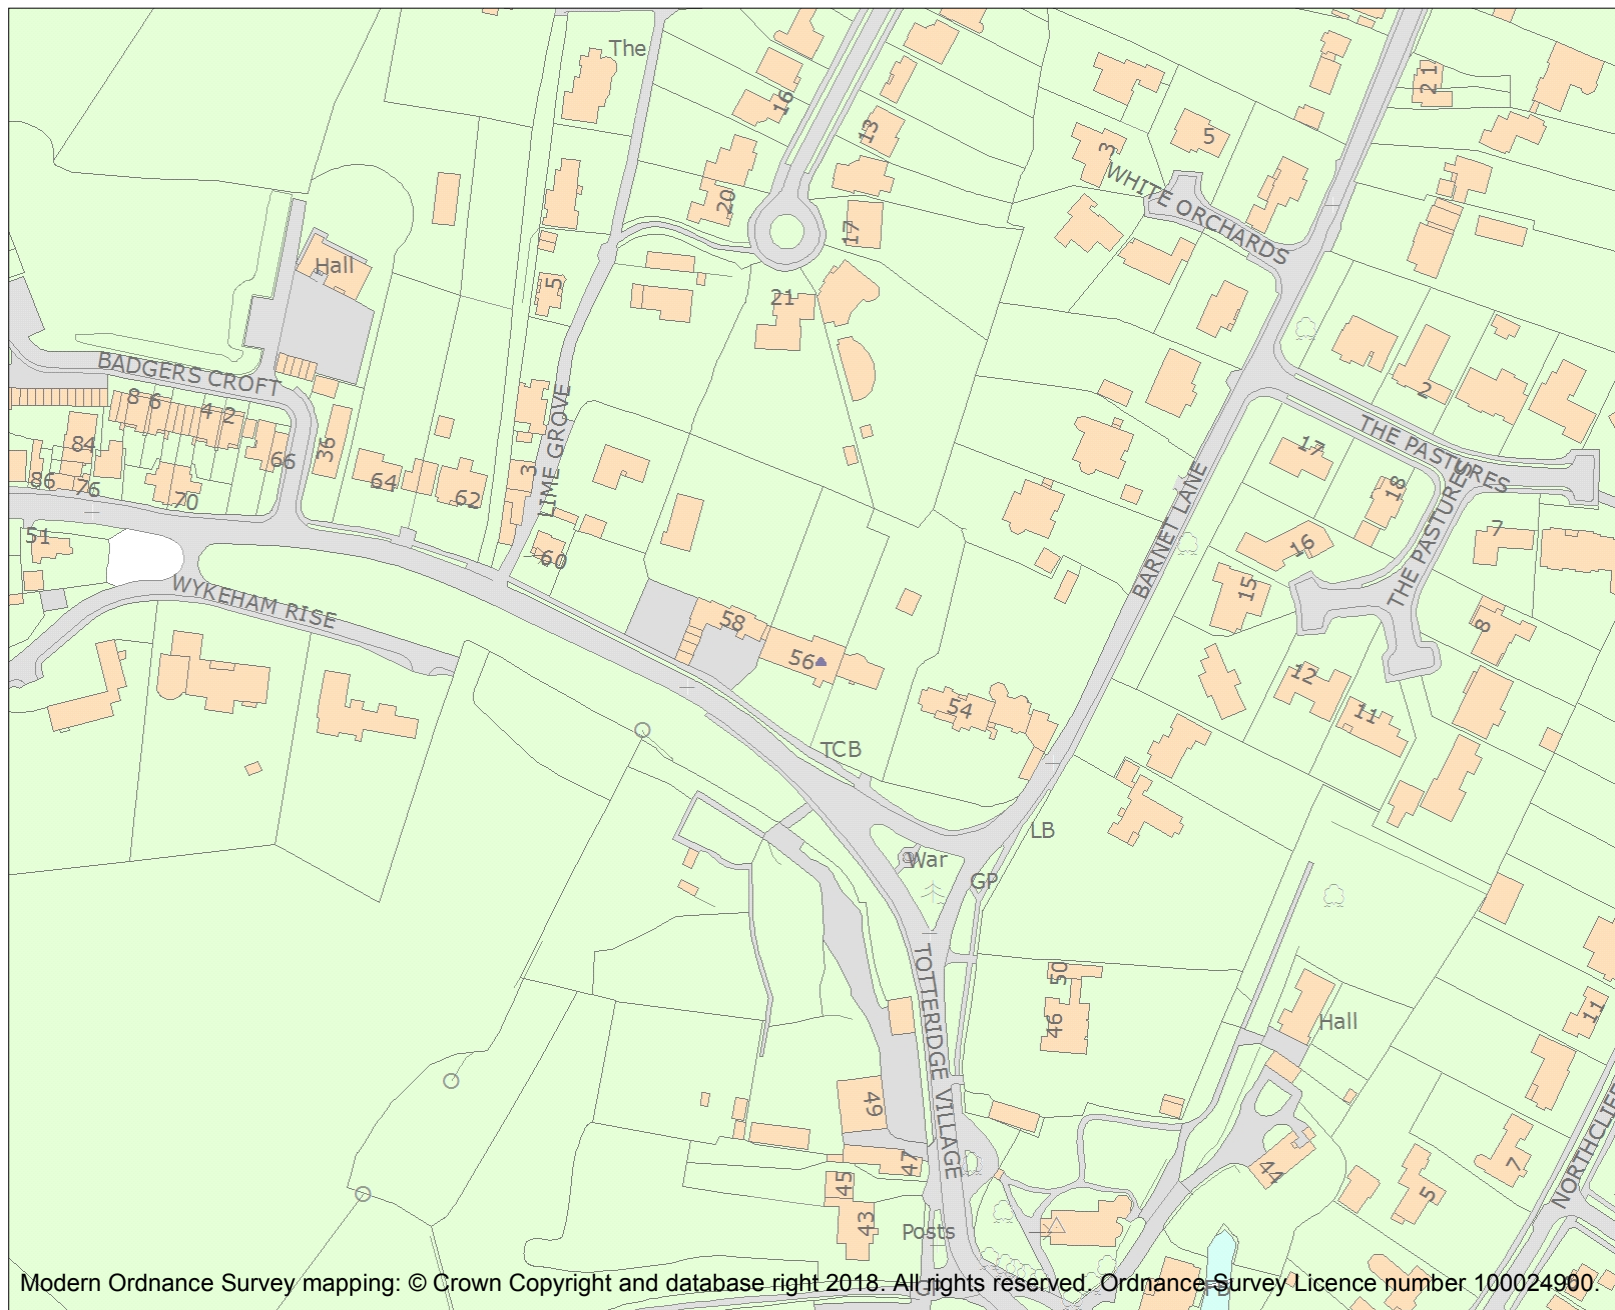 The
16
13
21
5
3
WHITE ORCHARDS
20
17
Hall
5
21
BADGERS CROFT
8 6 4 2
2
36
84
66
86
76
70
64
62
3
LIME GROVE
THE PASTURES
17
18
THE PASTURES
BARNET LANE
51
60
16
7
15
WYKEHAM RISE
58
8
56
12
54
11
TCB
LB
War
GP
50
46
Hall
11
TOTTERIDGE VILLAGE
49
47
45
43
44
7
5
Posts
Modern Ordnance Survey mapping: © Crown Copyright and database right 2018. All rights reserved. Ordnance Survey Licence number 100024900.